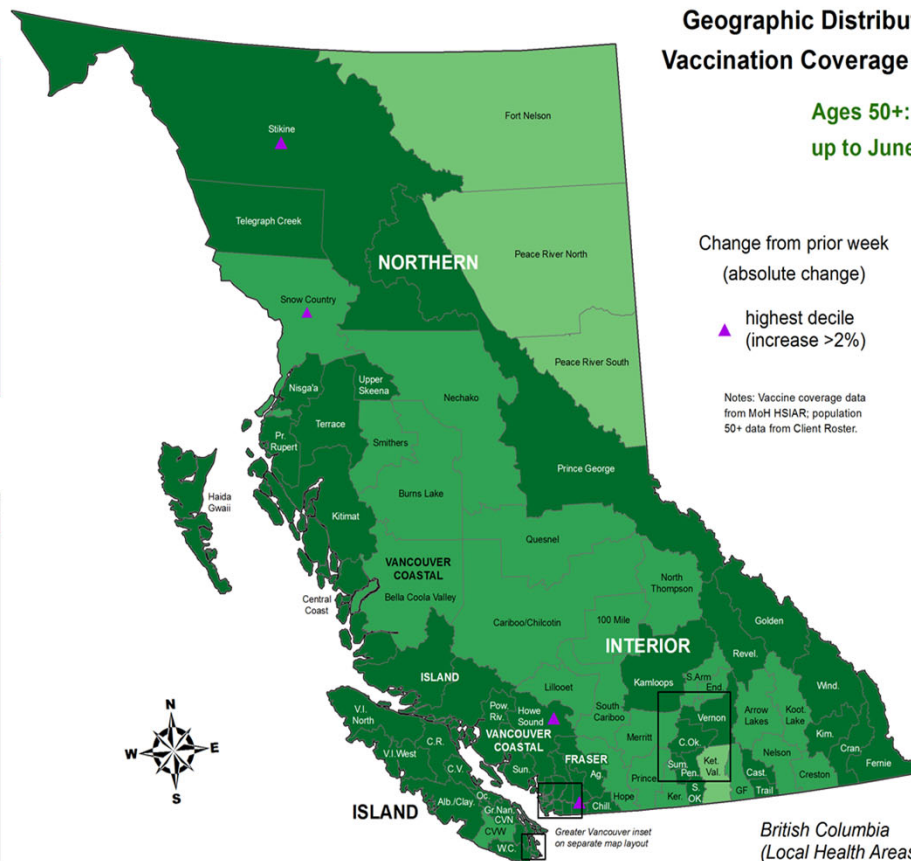 Geographic Distribu
Vaccination Coverage
Ages 50+:
up to June
Change from prior week
(absolute change)
highest decile
(increase >2%)
Notes: Vaccine coverage data
from MoH HSIAR; population
50+ data from Client Roster.
Stikine
Fort Nelson
Telegraph Creek
NORTHERN
Peace River North
Snow Country
Peace River South
Nisga'a
Upper
Skeena
Nechako
Terrace
Pr.
Rupert
Smithers
Prince George
Haida
Gwaii
Burns Lake
Kitimat
Quesnel
VANCOUVER
COASTAL
North
Thompson
Central
Coast
Bella Coola Valley
Cariboo/Chilcotin
100 Mile
Golden
INTERIOR
Revel.
ISLAND
Lillooet
Kamloops
S.Arm
End
Wind.
N
W
E
S
V.I.
North
Pow.
Riv.
Howe
Sound
South
Cariboo
Vernon
Arrow
Lakes
Koot.
Lake
Kim.
V.I.West
C.R.
VANCOUVER
COASTAL
Merritt
C.Ok.
Cran.
FRASER
Sum.
Ket.
Val.
Nelson
Fernie
C.V.
Sun.
Ag.
Pen.
Cast.
Creston
Prince
Alb./Clay.
Oc.
Gr.Nan.
Chill.
Hope
Ker.
S.
OK
GF
Trail
ISLAND
CVN
CVW
W.C.
Greater Vancouver inset
on separate map layout
British Columbia
(Local Health Areas